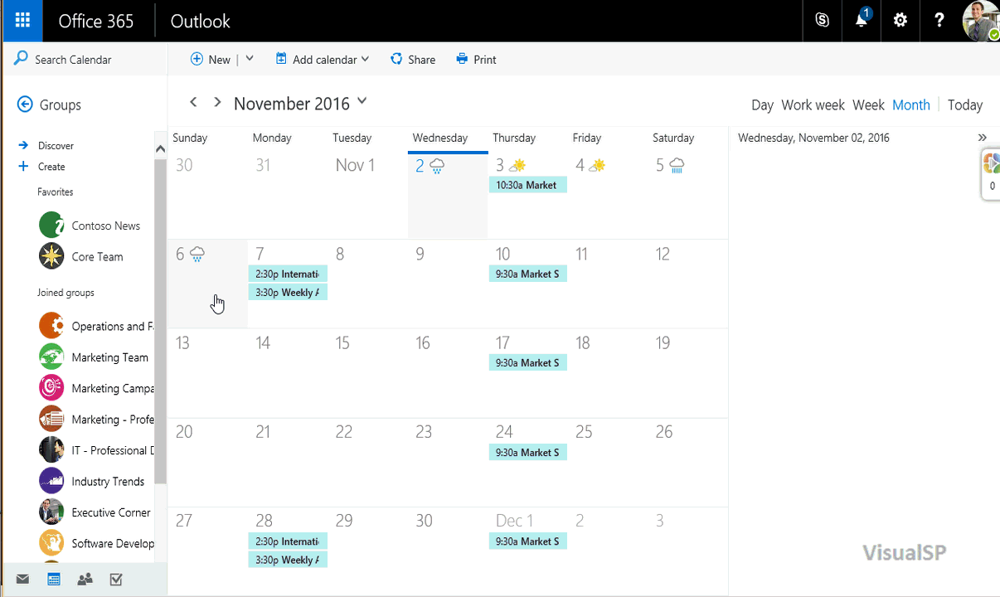 Office 365
Outlook
1
?
Search Calendar
New
Add calendar
Share
Print
Groups
November 2016
Day Work week Week Month Today
Discover
Create
Favorites
Contoso News
Core Team
Joined groups
Operations and F
Marketing Team
Marketing Campa
Marketing - Profe
IT - Professional D
Industry Trends
Executive Corner
Software Develop
Sunday Monday Tuesday Wednesday Thursday Friday Saturday
30 31 Nov 1 2 3 4 5
10:30a Market
6 7 8 9 10 11 12
2:30p Internati
9:30a Market S
3:30p Weekly A
13 14 15 16 17 18 19
9:30a Market S
20 21 22 23 24 25 26
9:30a Market S
27 28 29 30 Dec 1 2 3
2:30p Internati
9:30a Market S
3:30p Weekly A
Wednesday, November 02, 2016
0
VisualSP